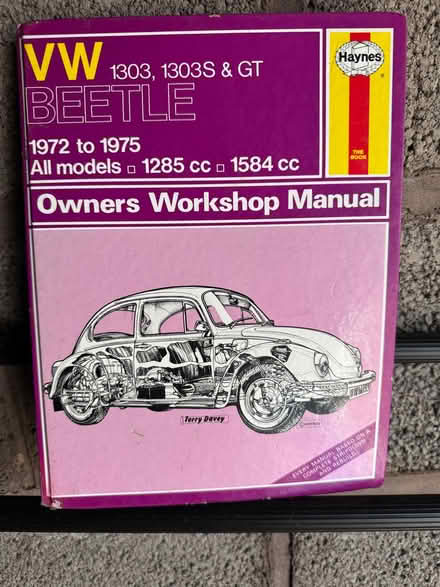 VW 1303, 1303S & GT
BEETLE
1972 to 1975
All models □ 1285 cc □ 1584 cc
Haynes
®
THE
BOOK
Owners Workshop Manual
Terry Davey
EVERY MANUAL BASED ON A
COMPLETE STRIPDOWN
AND REBUILD